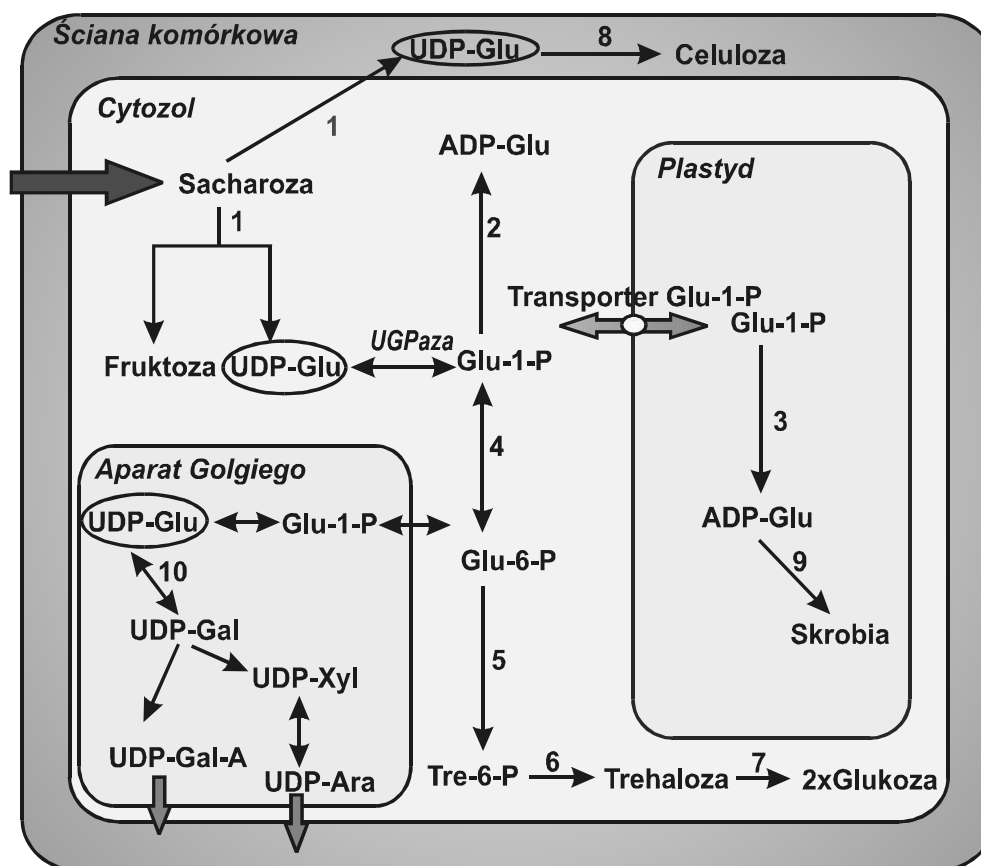 Ściana komórkowa
UDP-Glu
8
Celuloza
Cytozol
1
ADP-Glu
Plastyd
Sacharoza
1
2
Transporter Glu-1-P
Glu-1-P
UGPaza
Fruktoza
UDP-Glu
Glu-1-P
3
4
Aparat Golgiego
UDP-Glu
Glu-1-P
ADP-Glu
Glu-6-P
9
10
UDP-Gal
Skrobia
5
UDP-Xyl
UDP-Gal-A
UDP-Ara
Tre-6-P
6
Trehaloza
7
2xGlukoza